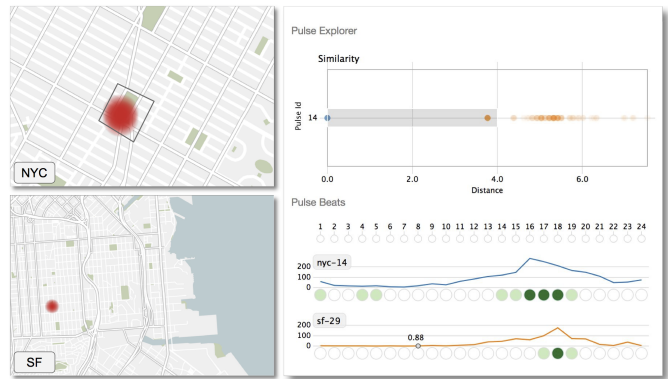 NYC
SF
Pulse Explorer
Similarity
Pulse Id
14
0.0 2.0 4.0 6.0
Distance
Pulse Beats
1 2 3 4 5 6 7 8 9 10 11 12 13 14 15 16 17 18 19 20 21 22 23 24
nyc-14
200
100
0
sf-29
200
100
0
0.88